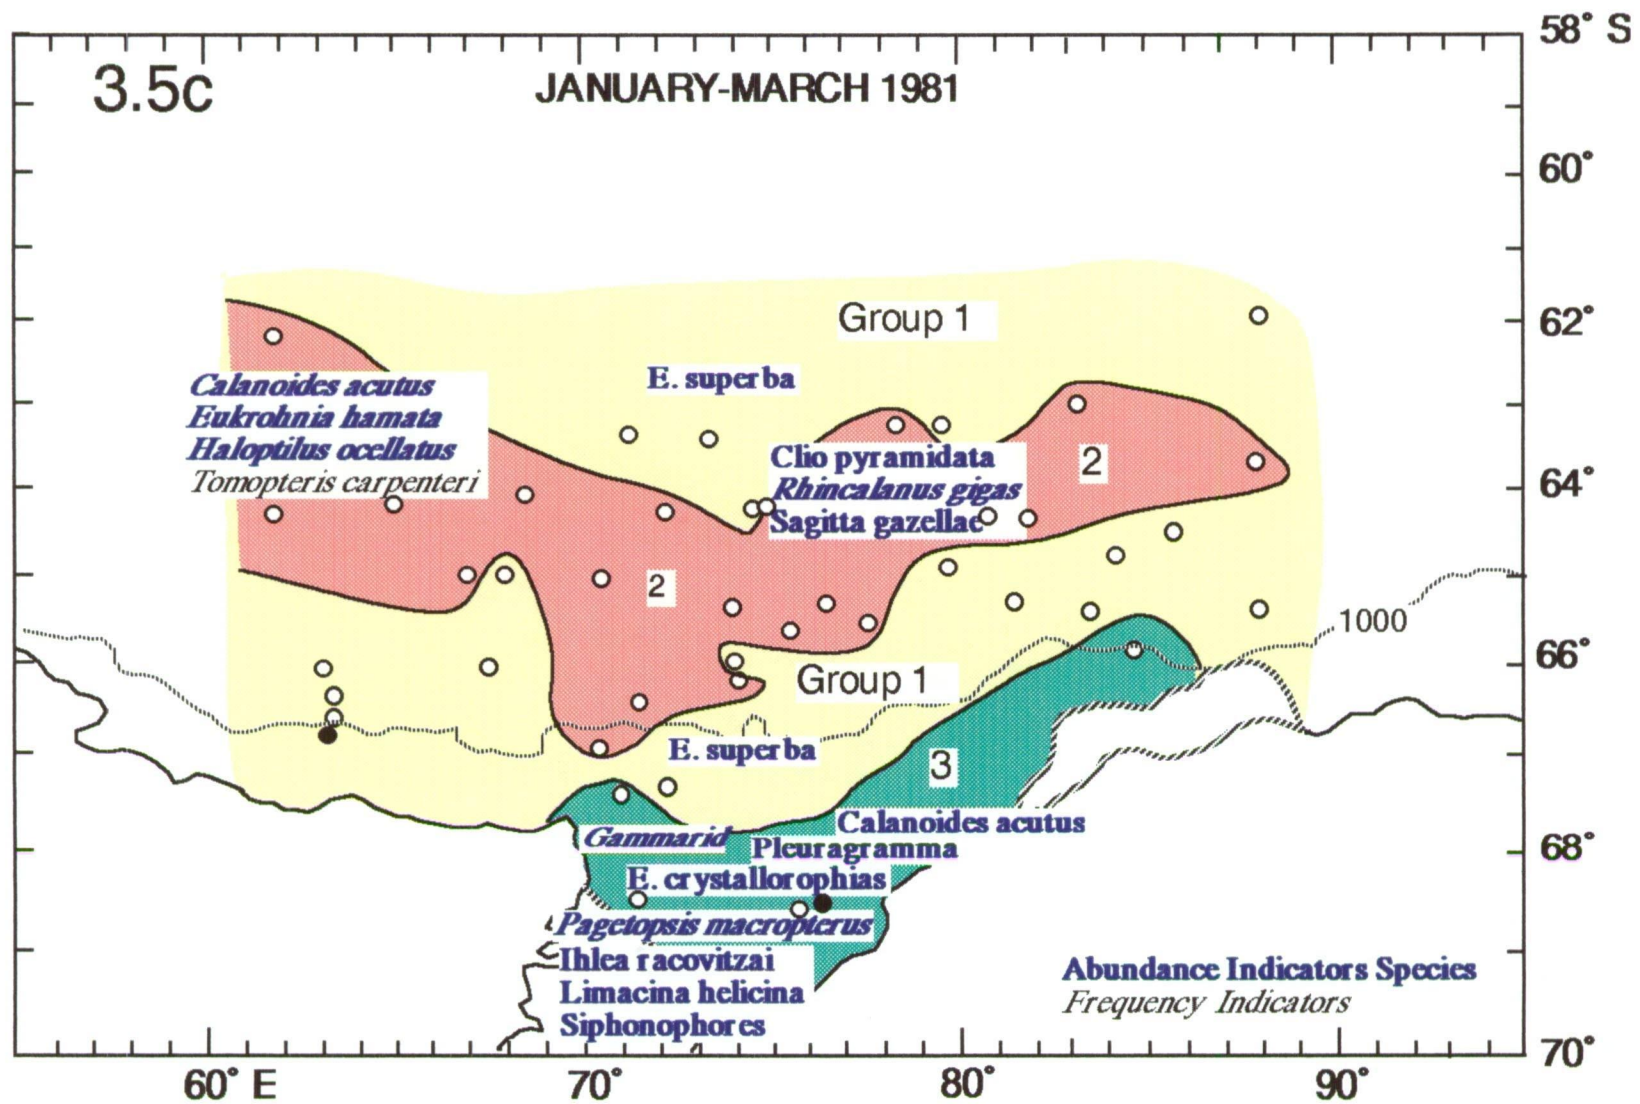 58° S
3.5c
JANUARY-MARCH 1981
60°
62°
Group 1
E. superba
Calanoides acutus
Eukrohnia hamata
Haloptilus ocellatus
Tomopteris carpenteri
Clio pyramidata
Rhincalanus gigas
Sagitta gazellae
2
64°
2
1000
66°
Group 1
E. superba
3
Calanoides acutus
Gammarid
Pleuragramma
68°
E. crystallorophias
Pagetopsis macropterus
Ihlea racovitzai
Limacina helicina
Siphonophores
Abundance Indicators Species
Frequency Indicators
70°
60° E
70°
80°
90°